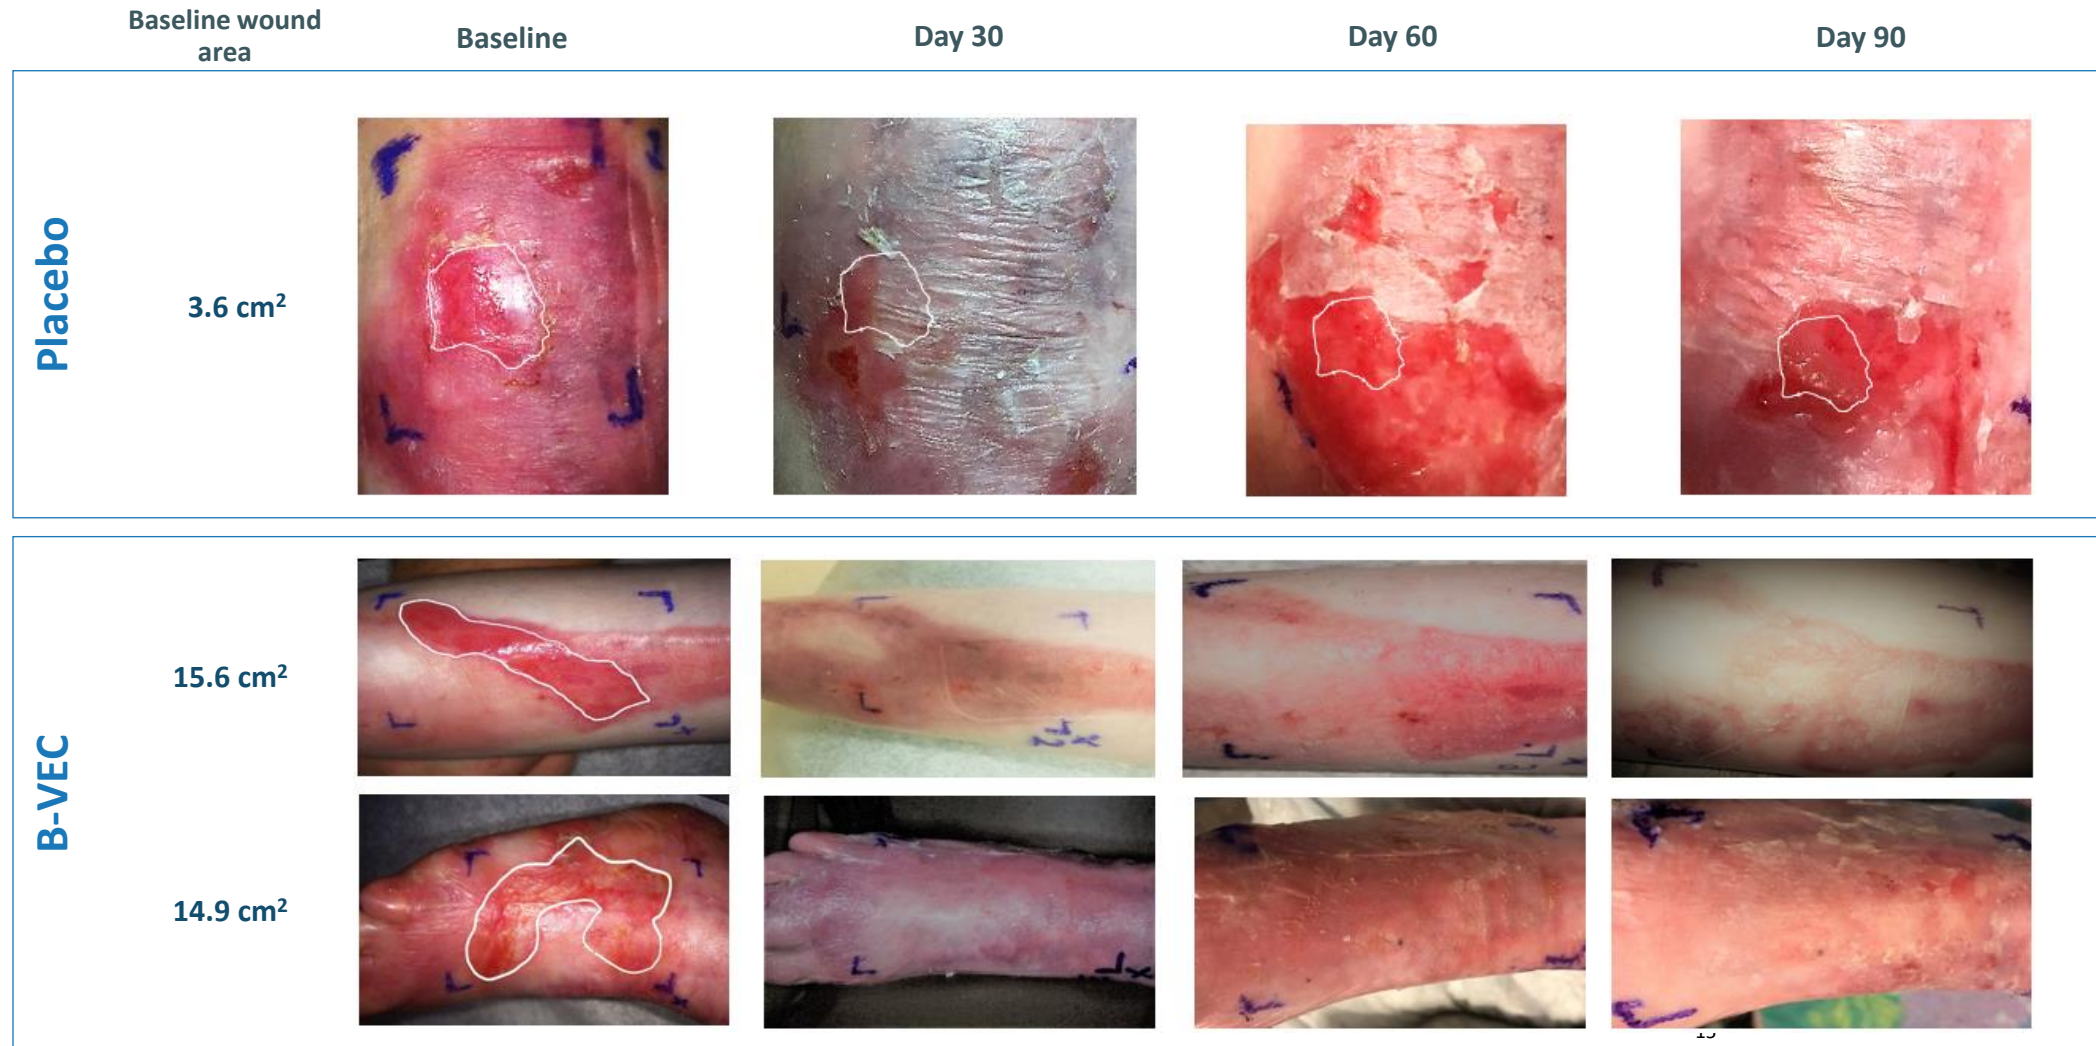 Baseline wound
area
Baseline
Day 30
Day 60
Day 90
Placebo
3.6 cm²
B-VEC
15.6 cm²
14.9 cm²